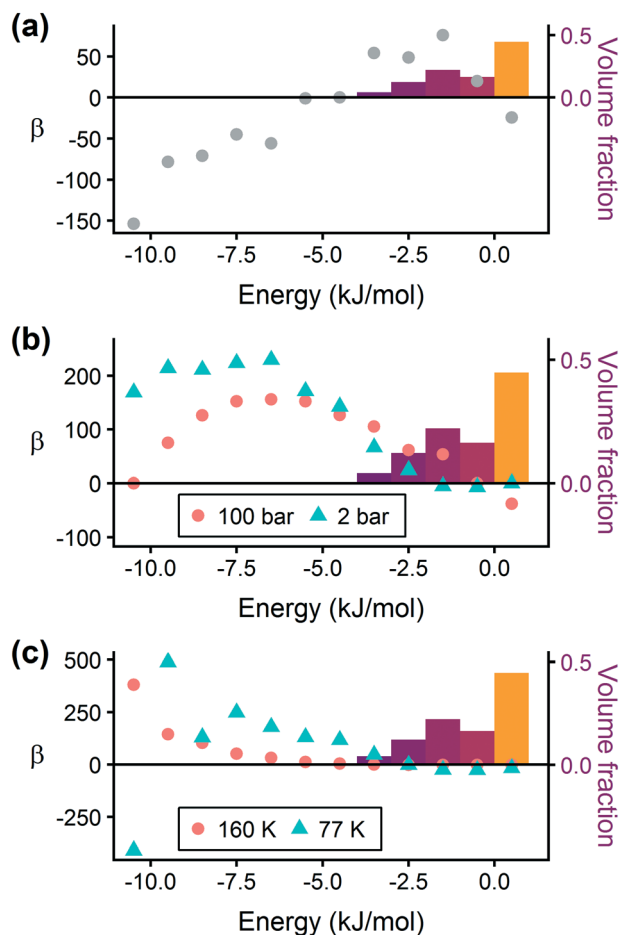 (a)
50
0
-50
-100
-150
β
0.5
0.0
Volume fraction
-10.0 -7.5 -5.0 -2.5 0.0
Energy (kJ/mol)
(b)
200
100
0
-100
β
0.5
0.0
Volume fraction
100 bar 2 bar
-10.0 -7.5 -5.0 -2.5 0.0
Energy (kJ/mol)
(c)
500
250
0
-250
β
0.5
0.0
Volume fraction
160 K 77 K
-10.0 -7.5 -5.0 -2.5 0.0
Energy (kJ/mol)